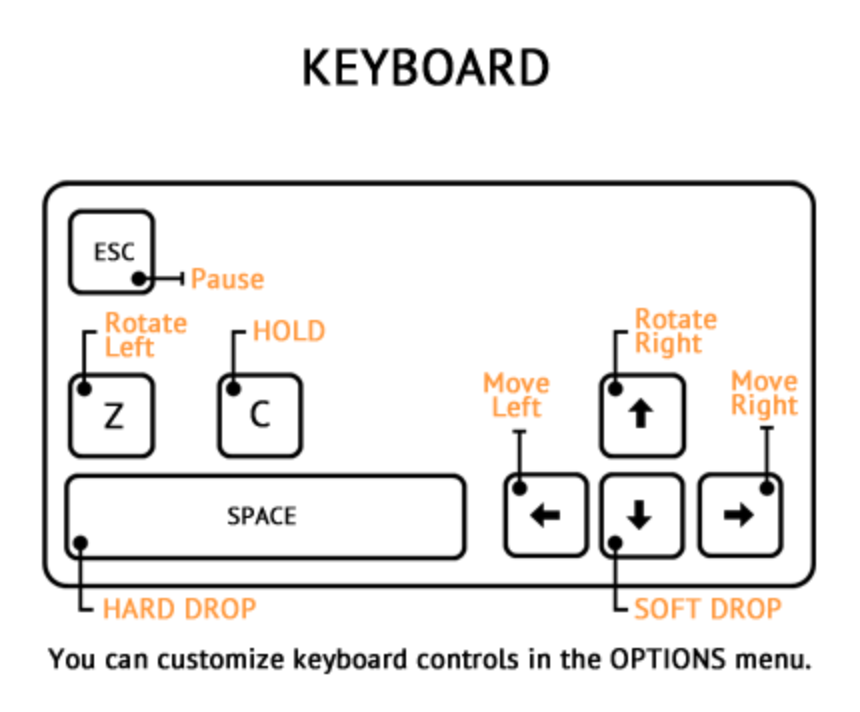 KEYBOARD
ESC
Pause
Rotate
Left
HOLD
Rotate
Right
Move
Left
Move
Right
Z
C
SPACE
HARD DROP
SOFT DROP
You can customize keyboard controls in the OPTIONS menu.